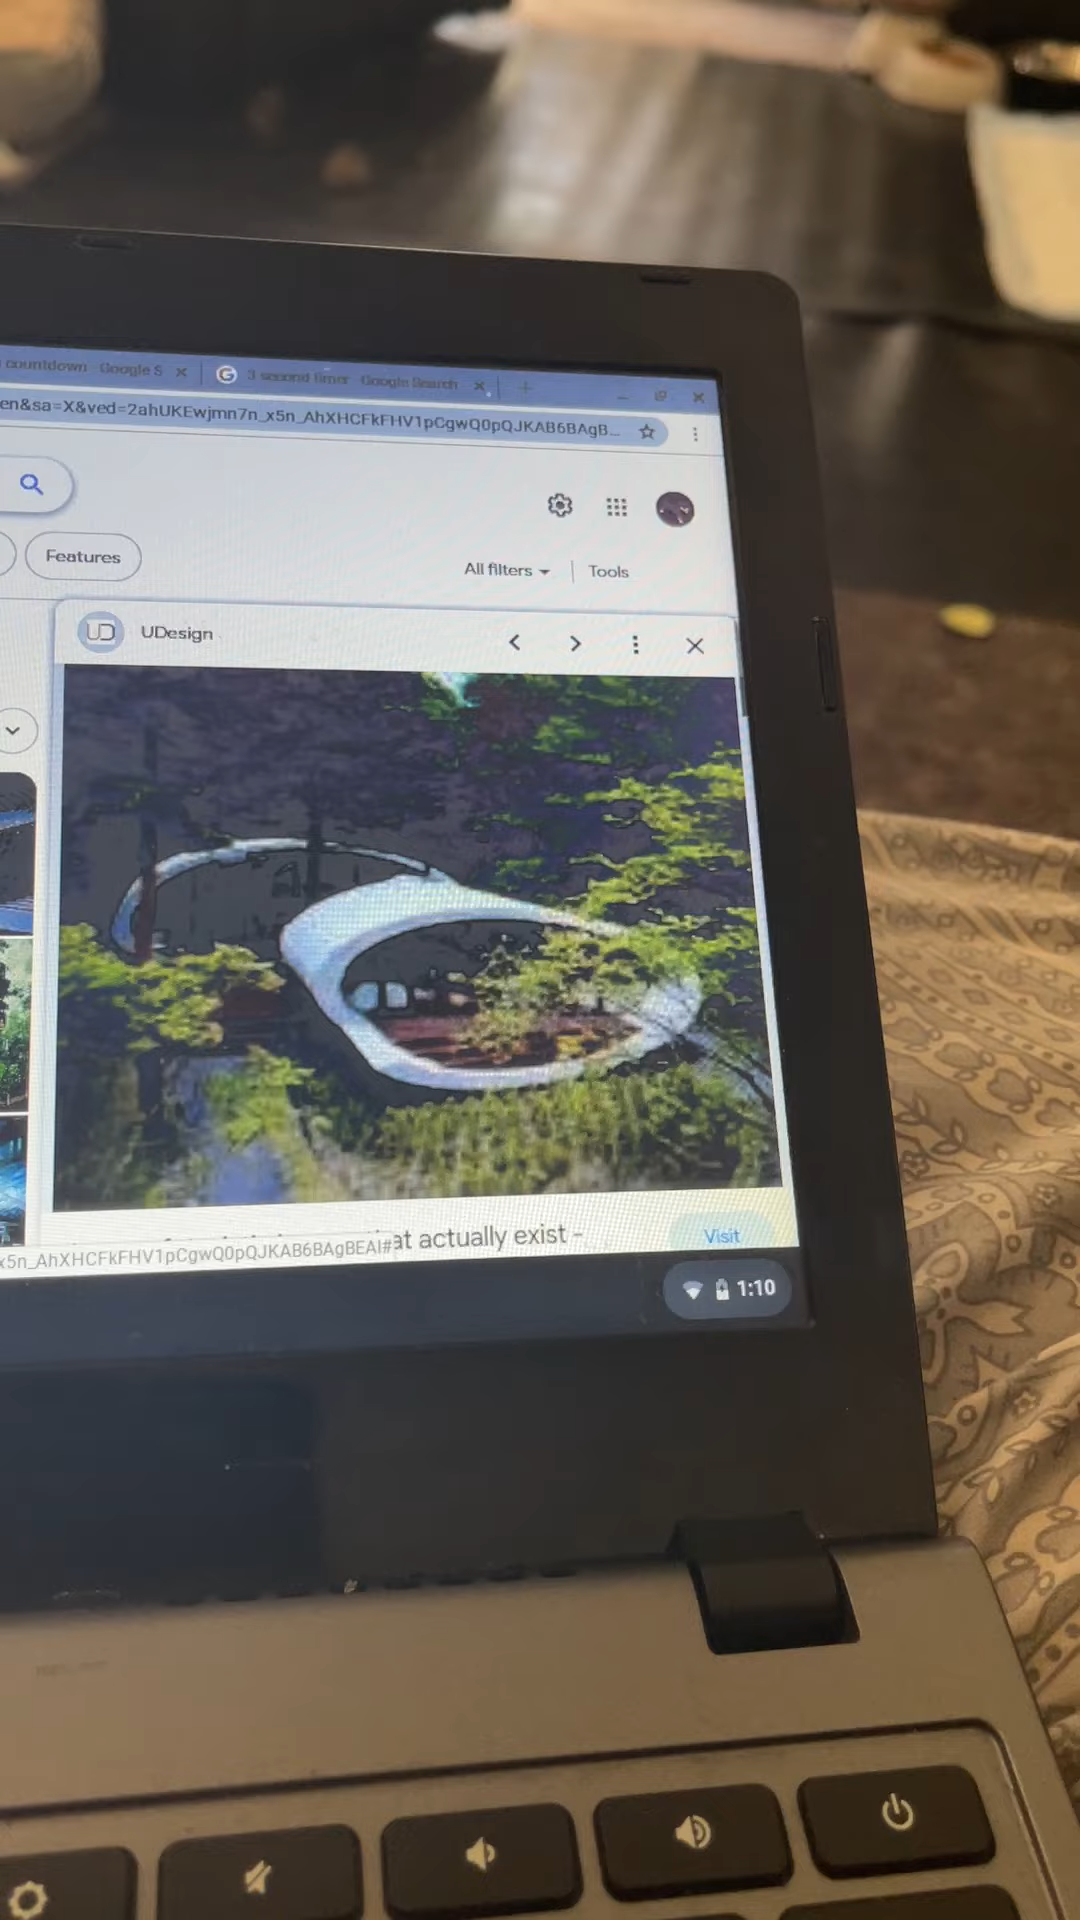 countdown - Google S
3 second timer - Google Search
en&sa=X&ved=2ahUKEwjmn7n_x5n_AhXHCFkFHV1pCgwQ0pQJKAB6BAgB...
Features
All filters
Tools
UD
UDesign
at actually exist -
Visit
x5n_AhXHCFkFHV1pCgwQ0pQJKAB6BAgBEAI#
1:10